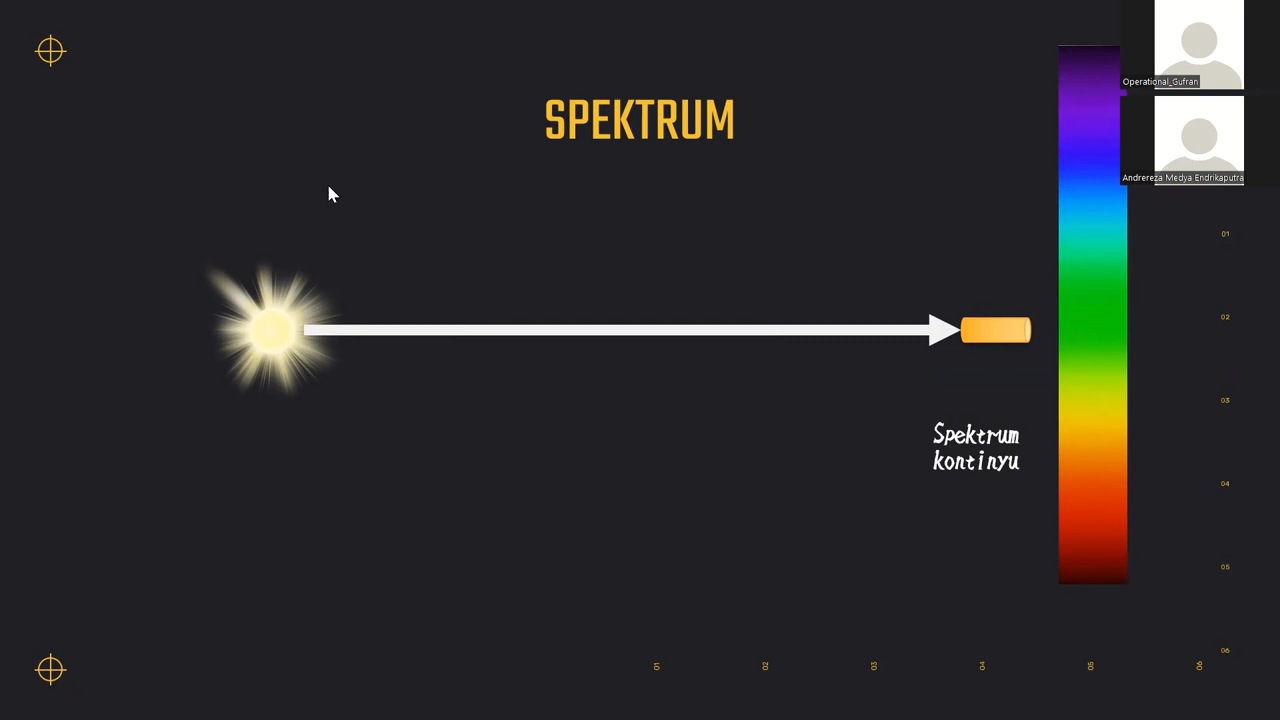 Operational_Gufran
SPEKTRUM
Andrereza Medya Endrikaputra
01
02
03
Spektrum
kontinyu
04
05
06
01
02
03
04
05
06